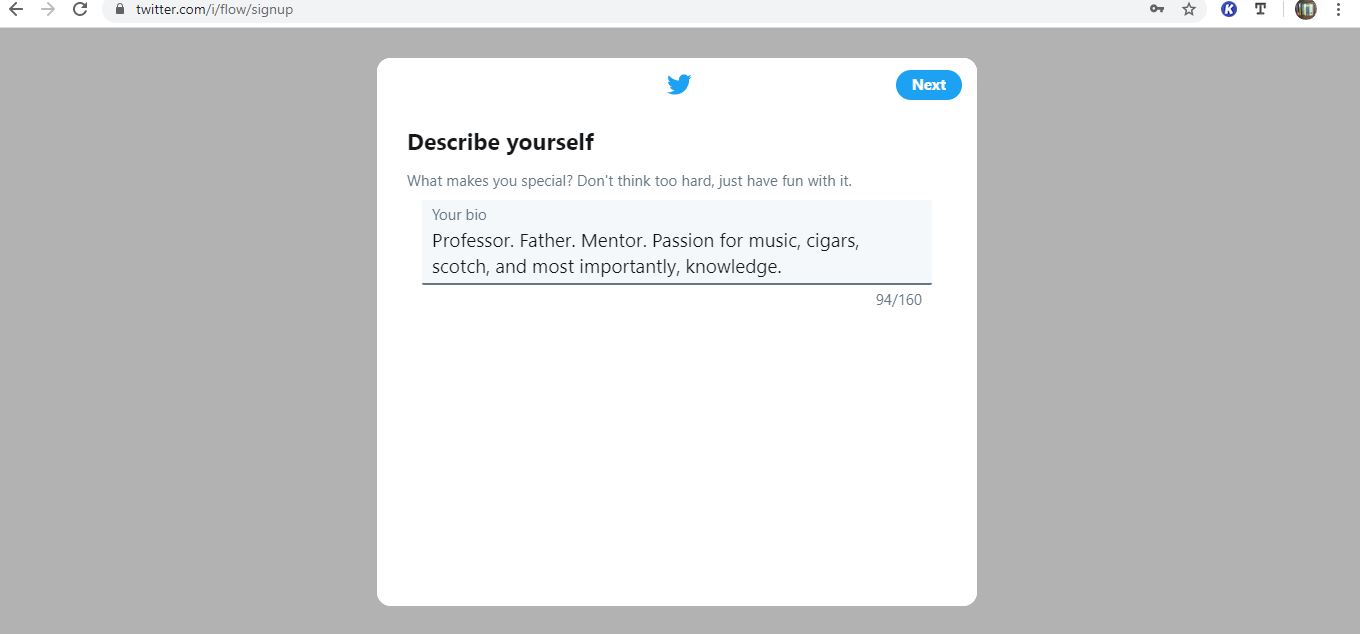 twitter.com/i/flow/signup
K T
Next
Describe yourself
What makes you special? Don't think too hard, just have fun with it.
Your bio
Professor. Father. Mentor. Passion for music, cigars,
scotch, and most importantly, knowledge.
94/160